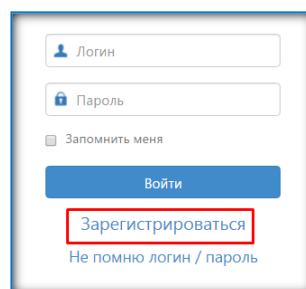 Логин
Пароль
Запомнить меня
Войти
Зарегистрироваться
Не помню логин / пароль